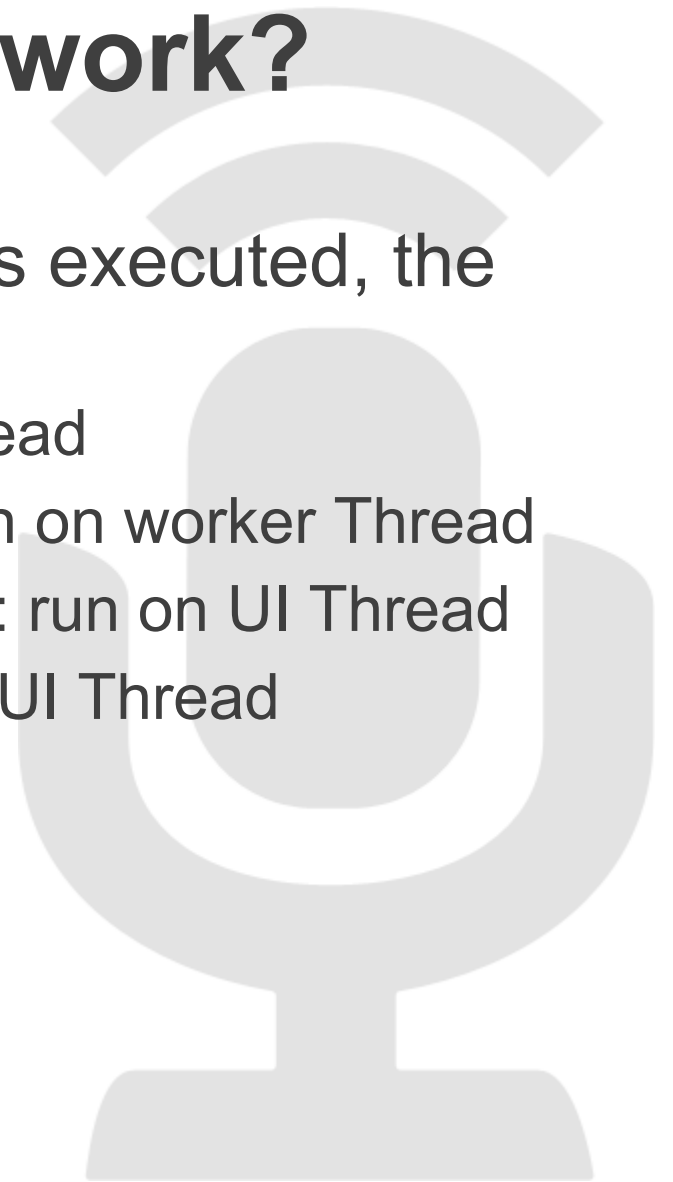 work?
s executed, the
ead
n on worker Thread
: run on UI Thread
UI Thread